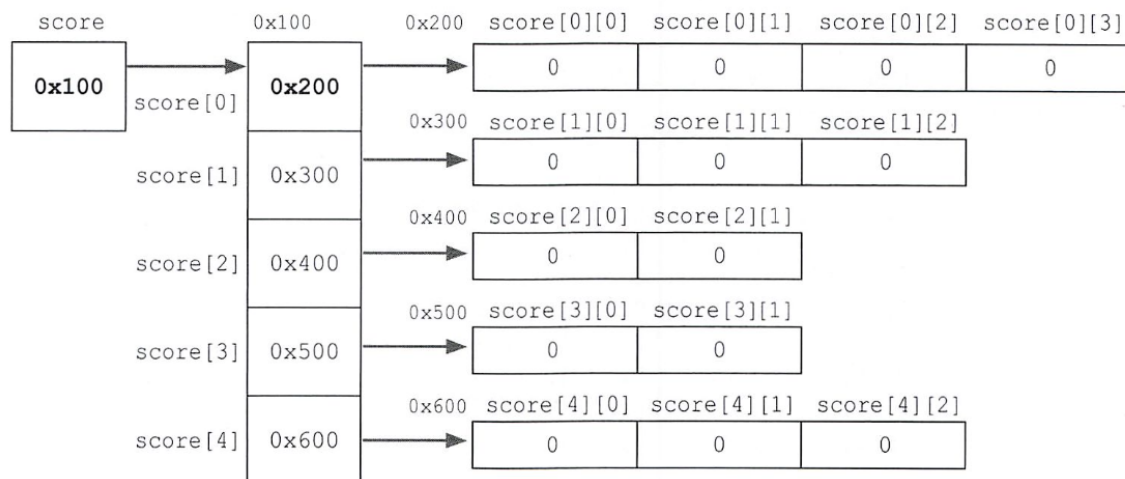 score 0x100 0x200 score[0][0] score[0][1] score[0][2] score[0][3]
0x100 0x200 0 0 0 0
score[0]
0x300 score[1][0] score[1][1] score[1][2]
score[1] 0x300 0 0 0
0x400 score[2][0] score[2][1]
score[2] 0x400 0 0
0x500 score[3][0] score[3][1]
score[3] 0x500 0 0
0x600 score[4][0] score[4][1] score[4][2]
score[4] 0x600 0 0 0